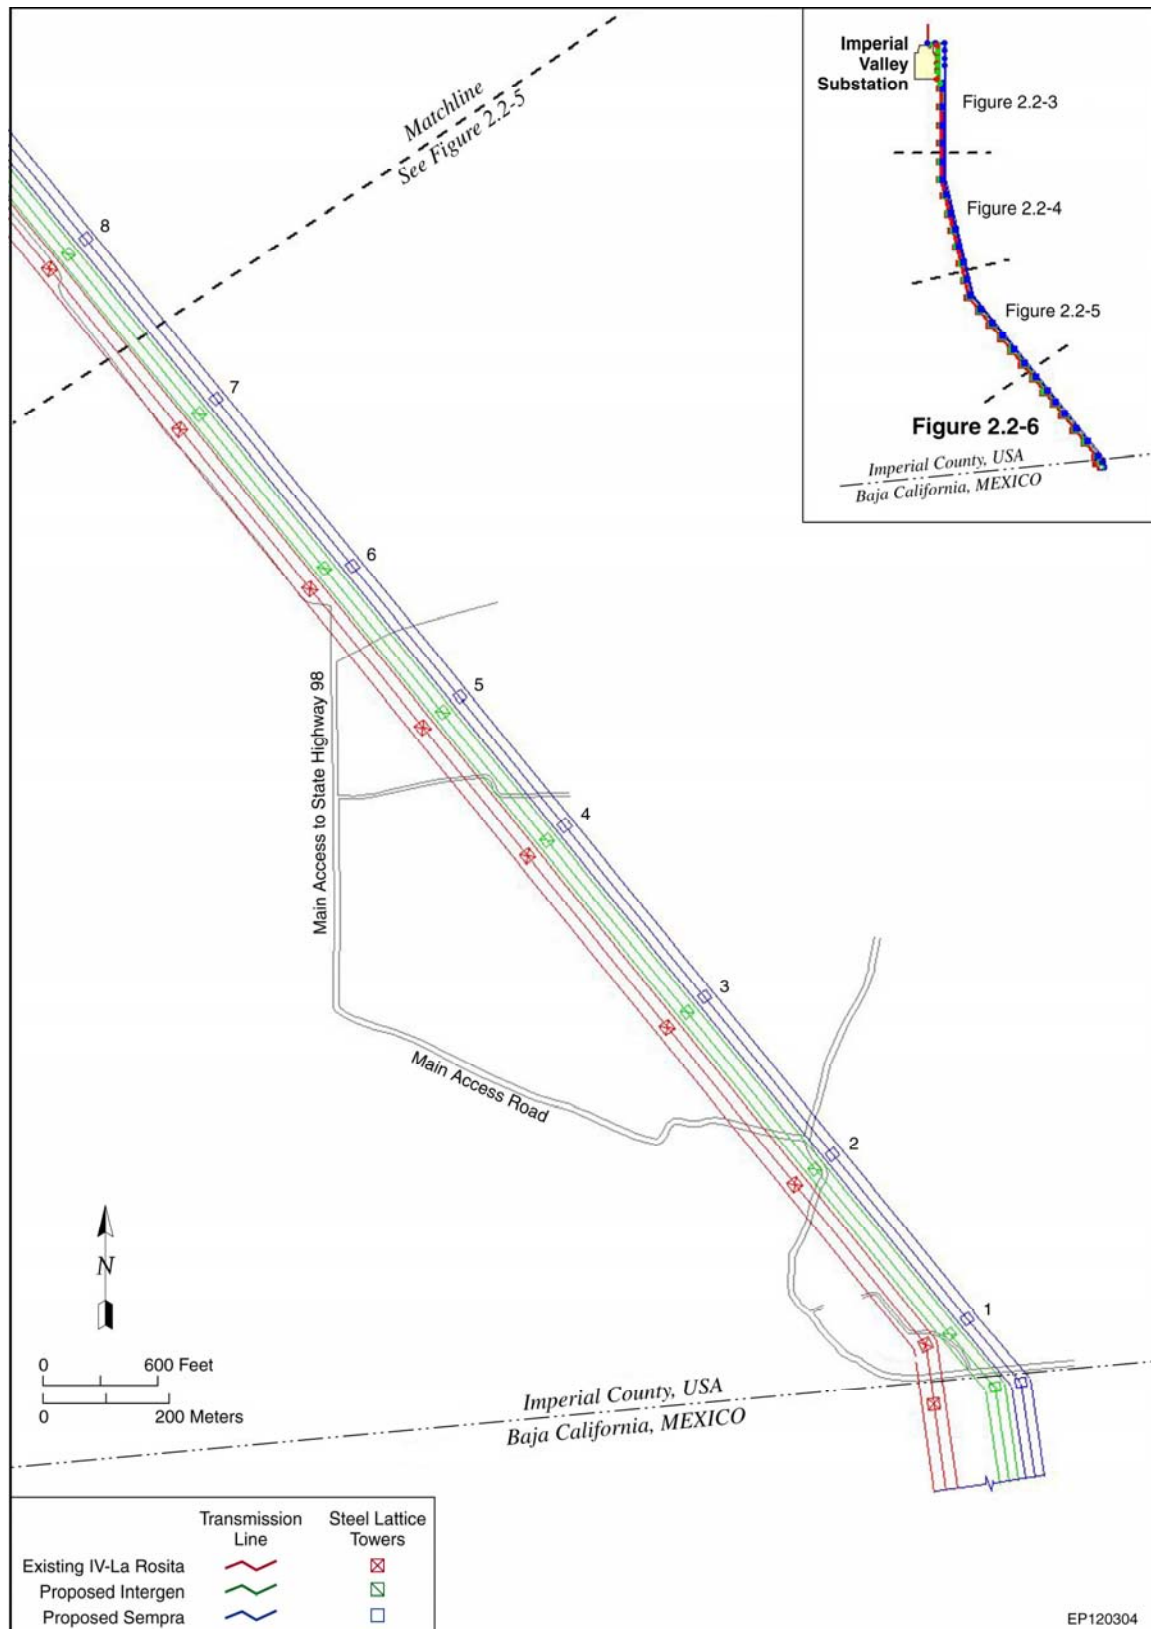 Imperial
Valley
Substation
Figure 2.2-3
Figure 2.2-4
Figure 2.2-5
Figure 2.2-6
Imperial County, USA
Baja California, MEXICO
Matchline
See Figure 2.2-5
8
7
6
5
4
3
2
1
Main Access to State Highway 98
Main Access Road
N
0 600 Feet
0 200 Meters
Imperial County, USA
Baja California, MEXICO
Transmission Steel Lattice
Line Towers
Existing IV-La Rosita
Proposed Intergen
Proposed Sempra
EP120304